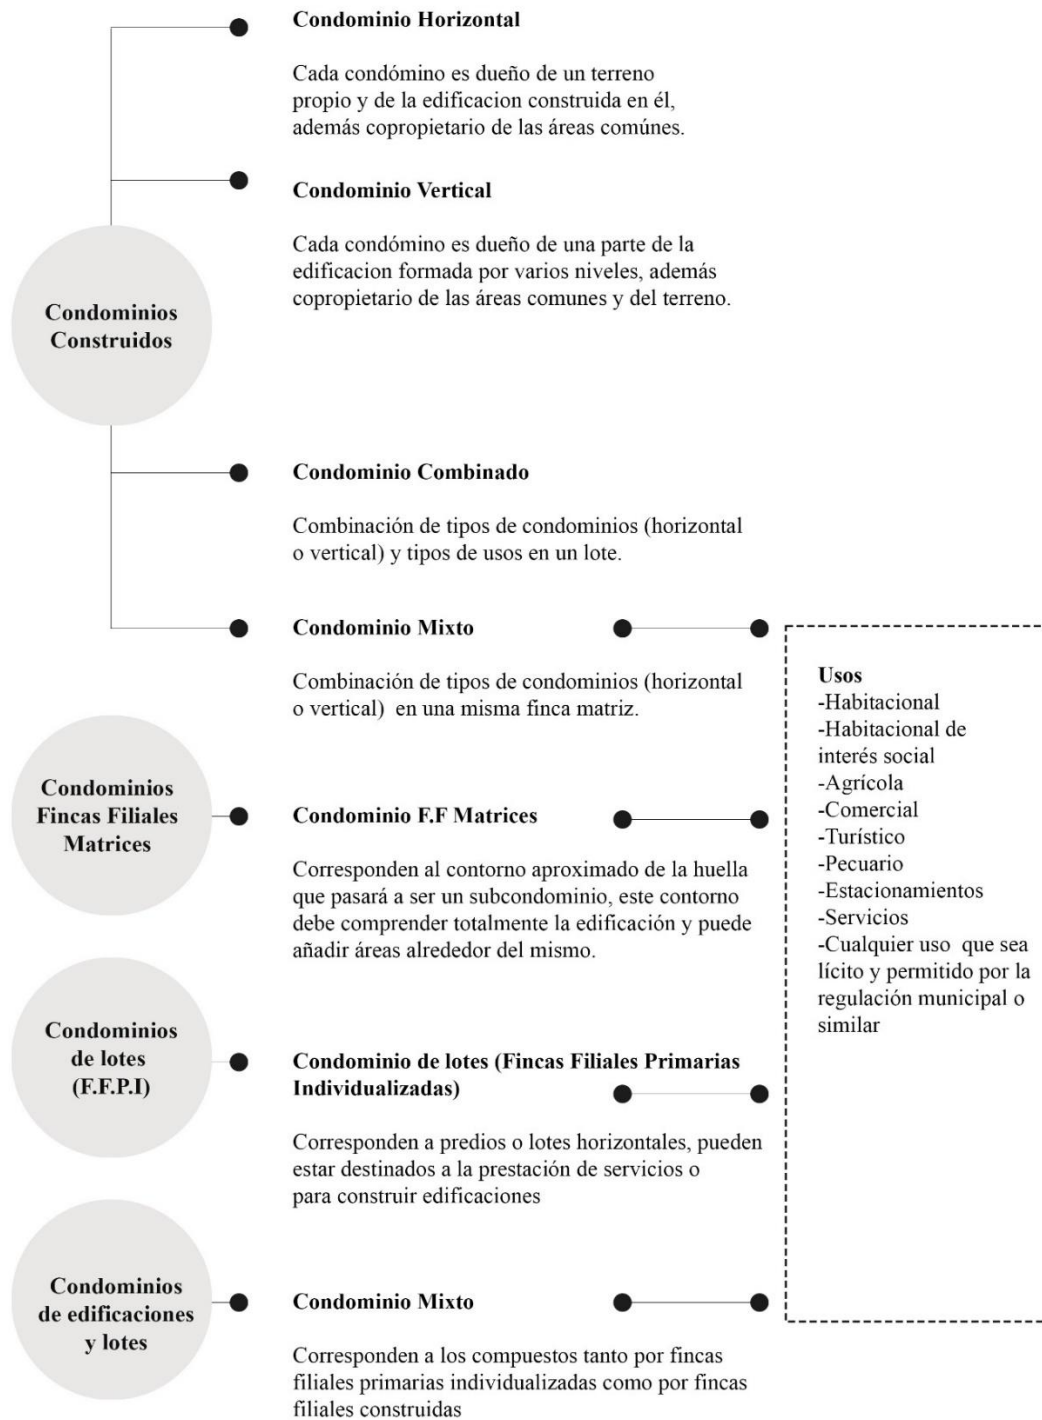 Condominio Horizontal
Cada condómino es dueño de un terreno
propio y de la edificacion construida en él,
además copropietario de las áreas comúnes.
Condominio Vertical
Cada condómino es dueño de una parte de la
edificacion formada por varios niveles, además
copropietario de las áreas comunes y del terreno.
Condominios
Construidos
Condominio Combinado
Combinación de tipos de condominios (horizontal
o vertical) y tipos de usos en un lote.
Condominio Mixto
Combinación de tipos de condominios (horizontal
o vertical) en una misma finca matriz.
Condominios
Fincas Filiales
Matrices
Condominio F.F Matrices
Corresponden al contorno aproximado de la huella
que pasará a ser un subcondominio, este contorno
debe comprender totalmente la edificación y puede
añadir áreas alrededor del mismo.
Condominios
de lotes
(F.F.P.I)
Condominio de lotes (Fincas Filiales Primarias
Individualizadas)
Corresponden a predios o lotes horizontales, pueden
estar destinados a la prestación de servicios o
para construir edificaciones
Condominios
de edificaciones
y lotes
Condominio Mixto
Corresponden a los compuestos tanto por fincas
filiales primarias individualizadas como por fincas
filiales construidas
Usos
-Habitacional
-Habitacional de
interés social
-Agrícola
-Comercial
-Turístico
-Pecuario
-Estacionamientos
-Servicios
-Cualquier uso que sea
lícito y permitido por la
regulación municipal o
similar